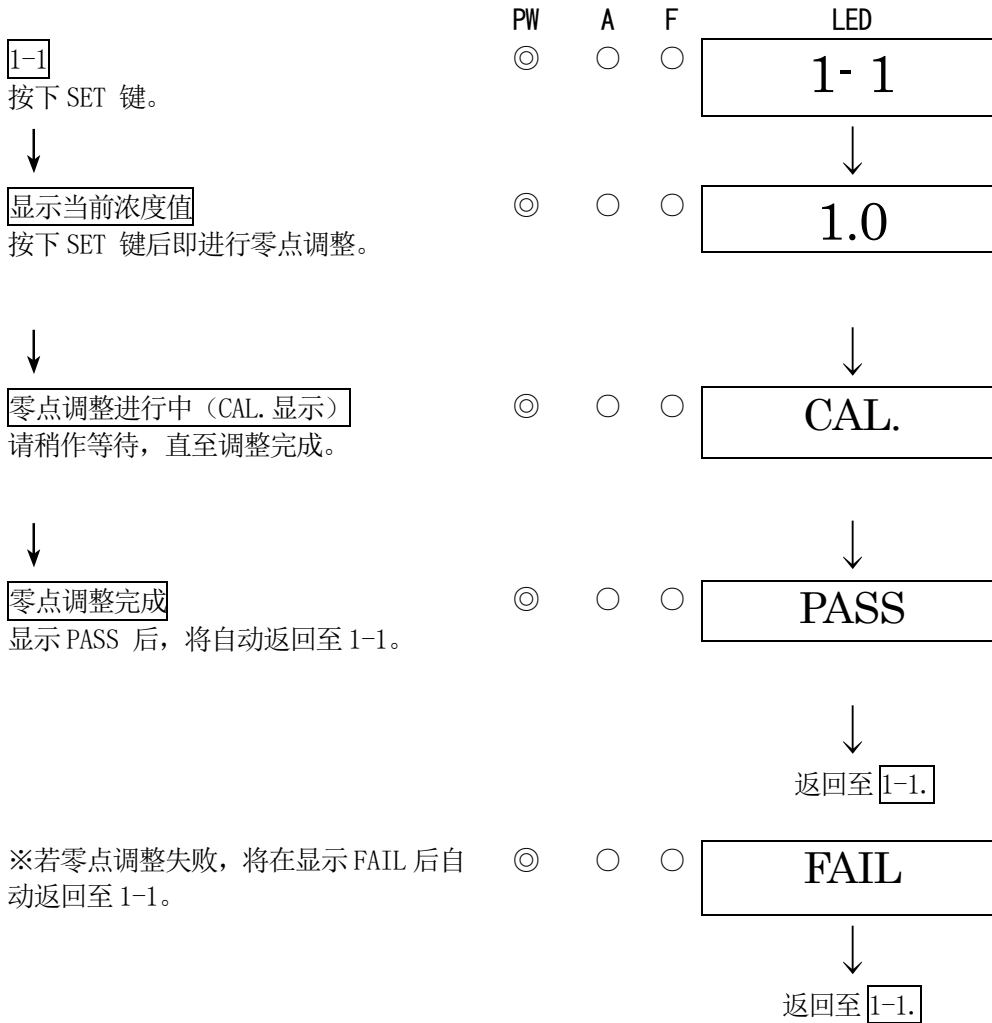 PW A F LED
1-1 ◎ ○ ○ 1- 1
按下 SET 键。
↓ ↓
显示当前浓度值 ◎ ○ ○ 1.0
按下 SET 键后即进行零点调整。
↓ ↓
零点调整进行中（CAL.显示） ◎ ○ ○ CAL.
请稍作等待，直至调整完成。
↓ ↓
零点调整完成 ◎ ○ ○ PASS
显示 PASS 后，将自动返回至 1-1。
↓
返回至 1-1.
※若零点调整失败，将在显示 FAIL 后自 ◎ ○ ○ FAIL
动返回至 1-1。
↓
返回至 1-1.